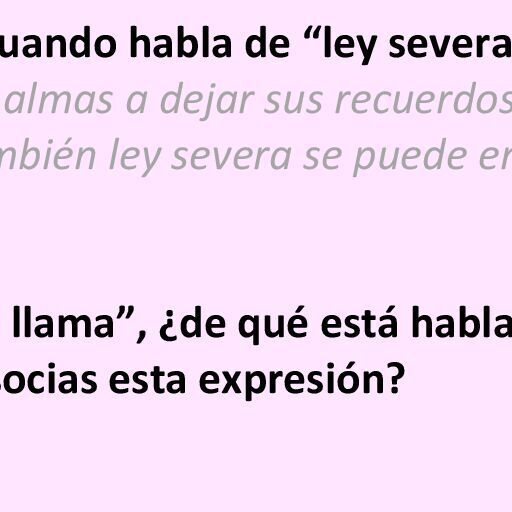 uando habla de “ley severa
almas a dejar sus recuerdos
mbién ley severa se puede en
llama”, ¿de qué está habla
socias esta expresión?